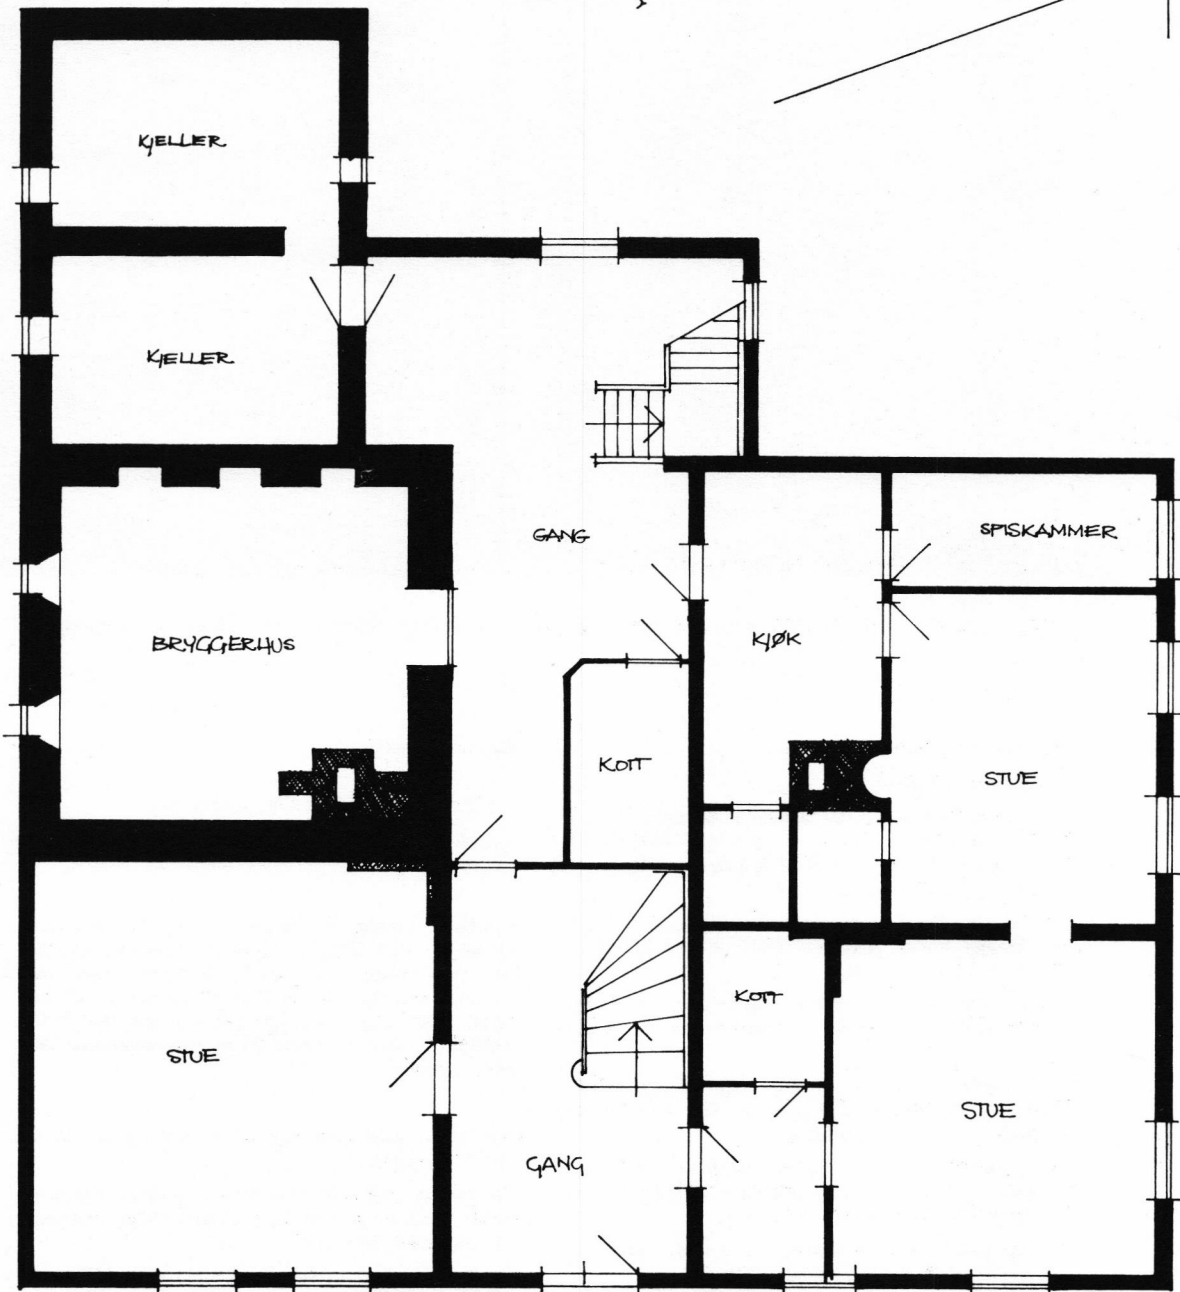 KJELLER
KJELLER
GANG
SPISKAMMER
BRYGGERHUS
KJØK
KOTT
STUE
KOTT
STUE
STUE
GANG